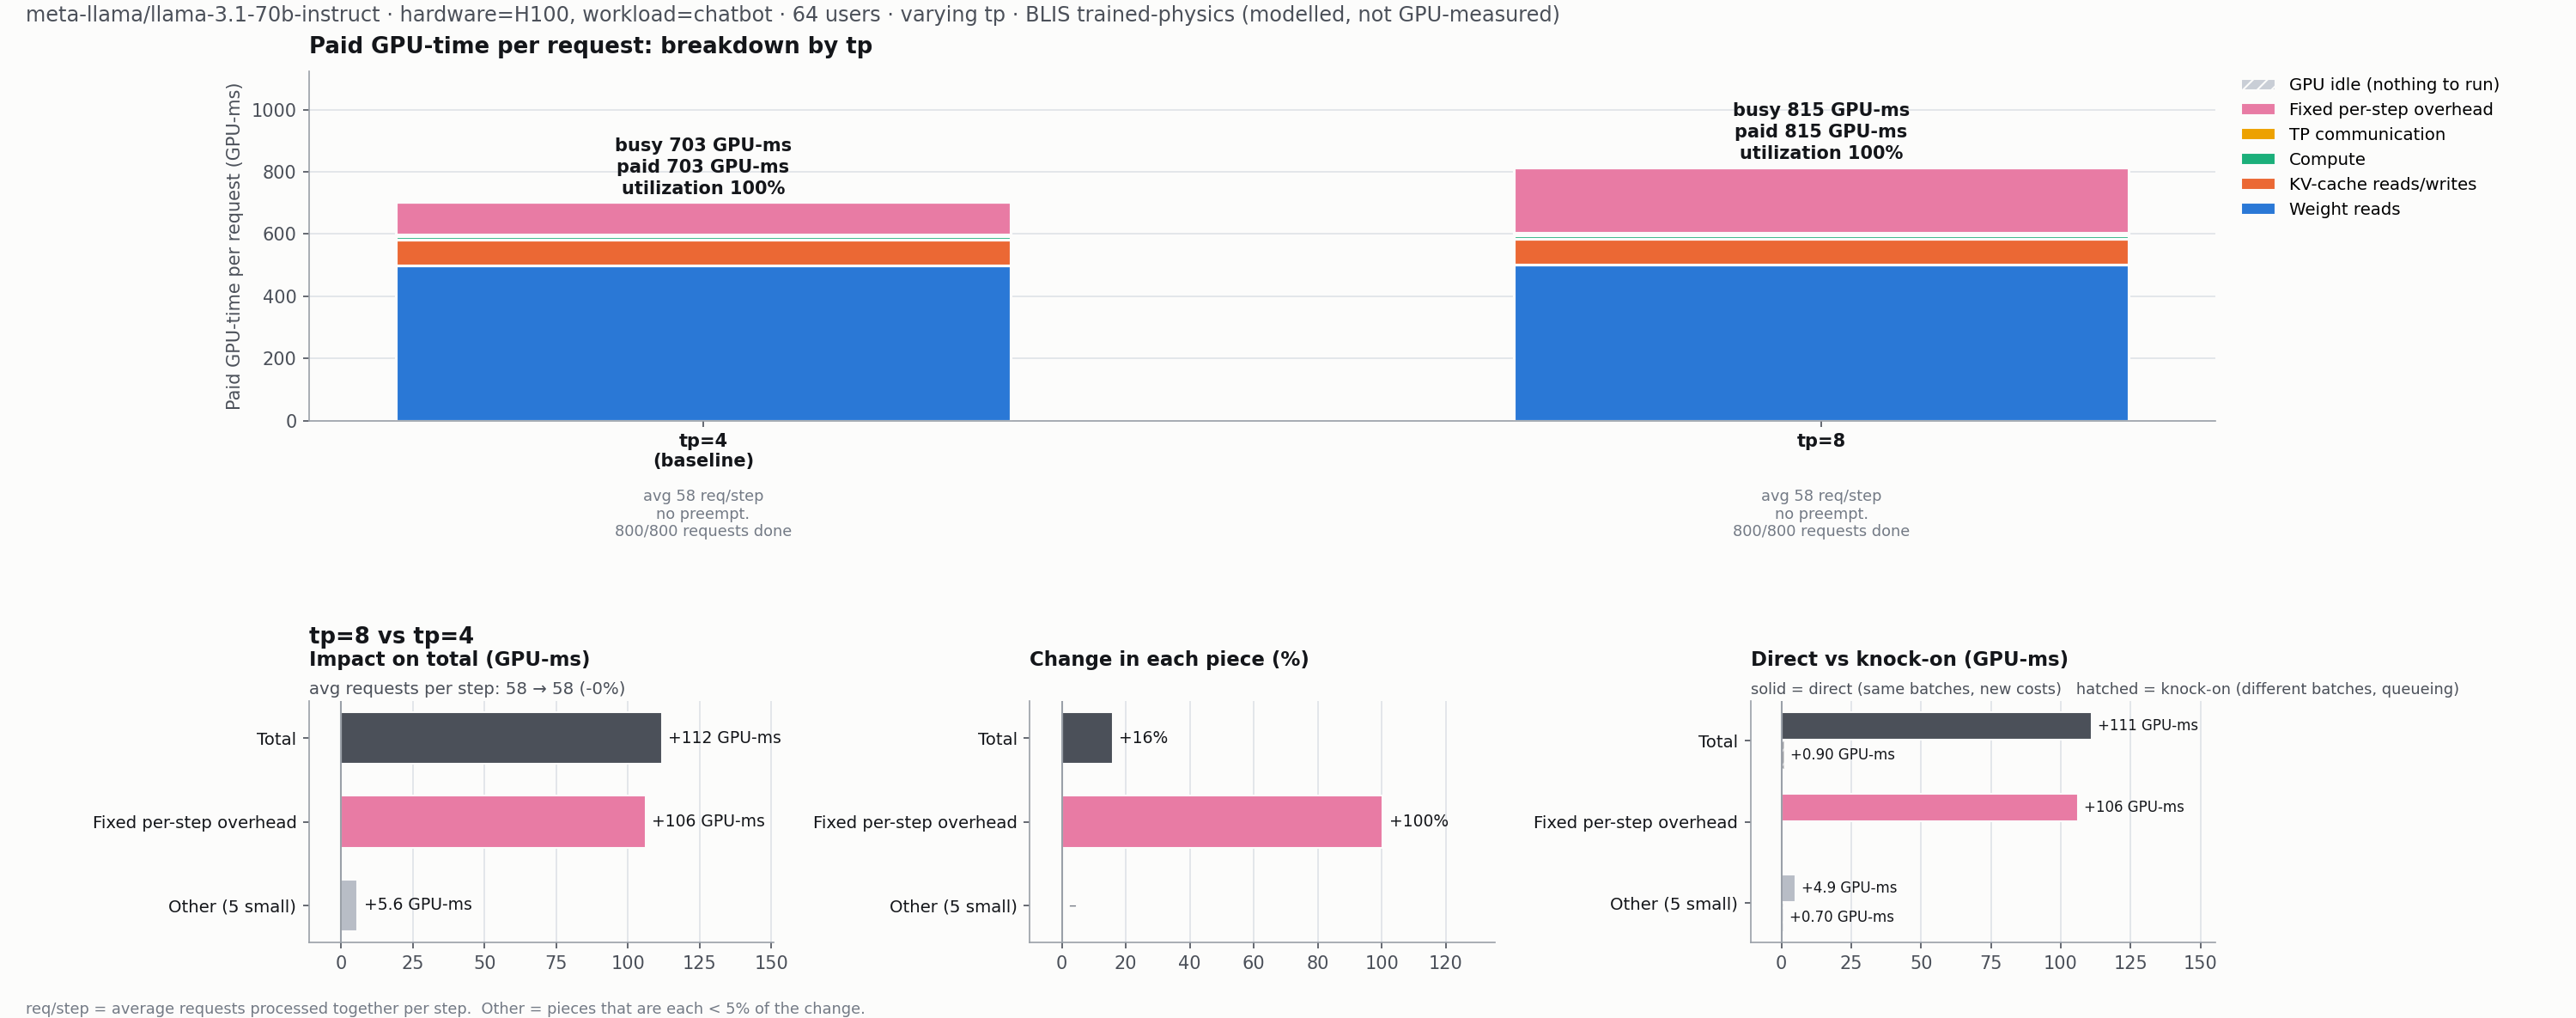 meta-llama/llama-3.1-70b-instruct · hardware=H100, workload=chatbot · 64 users · varying tp · BLIS trained-physics (modelled, not GPU-measured)
Paid GPU-time per request: breakdown by tp
Paid GPU-time per request (GPU-ms)
1000
800
600
400
200
0
busy 703 GPU-ms
paid 703 GPU-ms
utilization 100%
busy 815 GPU-ms
paid 815 GPU-ms
utilization 100%
GPU idle (nothing to run)
Fixed per-step overhead
TP communication
Compute
KV-cache reads/writes
Weight reads
tp=4
(baseline)
avg 58 req/step
no preempt.
800/800 requests done
tp=8
avg 58 req/step
no preempt.
800/800 requests done
tp=8 vs tp=4
Impact on total (GPU-ms)
avg requests per step: 58 → 58 (-0%)
Total
+112 GPU-ms
Fixed per-step overhead
+106 GPU-ms
Other (5 small)
+5.6 GPU-ms
0 25 50 75 100 125 150
Change in each piece (%)
Total
+16%
Fixed per-step overhead
+100%
Other (5 small)
–
0 20 40 60 80 100 120
Direct vs knock-on (GPU-ms)
solid = direct (same batches, new costs) hatched = knock-on (different batches, queueing)
Total
+111 GPU-ms
+0.90 GPU-ms
Fixed per-step overhead
+106 GPU-ms
Other (5 small)
+4.9 GPU-ms
+0.70 GPU-ms
0 25 50 75 100 125 150
req/step = average requests processed together per step. Other = pieces that are each < 5% of the change.